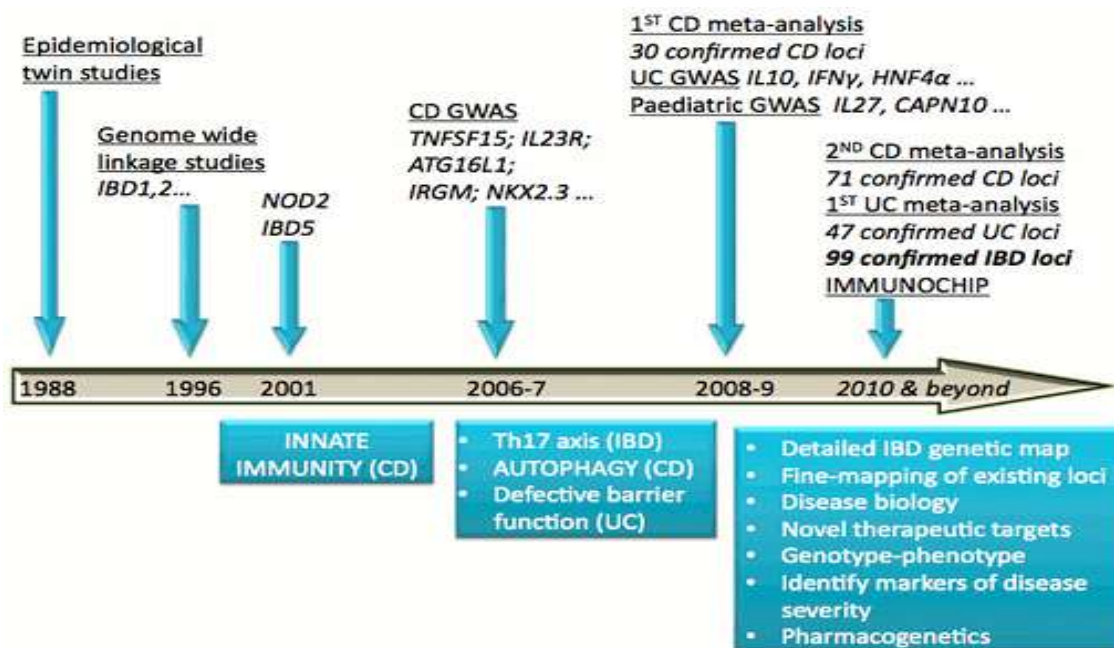 Epidemiological
twin studies
Genome wide
linkage studies
IBD1,2...
NOD2
IBD5
CD GWAS
TNFSF15; IL23R;
ATG16L1;
IRGM; NKX2.3 ...
1ST CD meta-analysis
30 confirmed CD loci
UC GWAS IL10, IFNγ, HNF4α ...
Paediatric GWAS IL27, CAPN10 ...
2ND CD meta-analysis
71 confirmed CD loci
1ST UC meta-analysis
47 confirmed UC loci
99 confirmed IBD loci
IMMUNOCHIP
1988 1996 2001 2006-7 2008-9 2010 & beyond
INNATE
IMMUNITY (CD)
• Th17 axis (IBD)
• AUTOPHAGY (CD)
• Defective barrier
function (UC)
• Detailed IBD genetic map
• Fine-mapping of existing loci
• Disease biology
• Novel therapeutic targets
• Genotype-phenotype
• Identify markers of disease
severity
• Pharmacogenetics